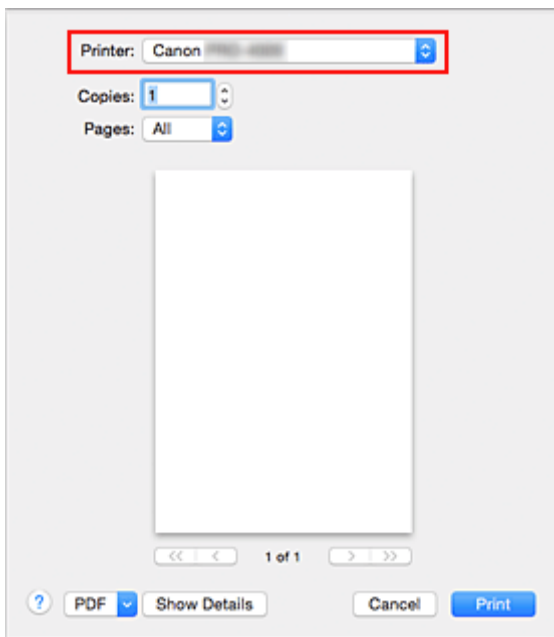 Printer: Canon
Copies: 1
Pages: All
<< < 1 of 1 > >>
? PDF Show Details Cancel Print